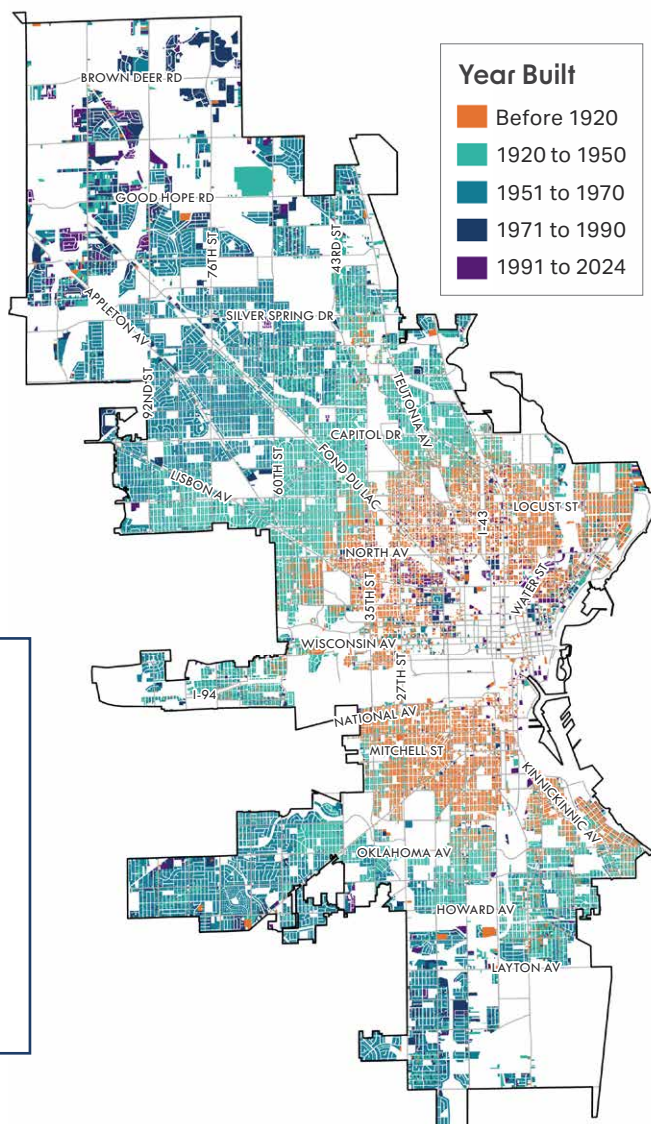 Year Built
Before 1920
1920 to 1950
1951 to 1970
1971 to 1990
1991 to 2024
BROWN DEER RD
GOOD HOPE RD
76TH ST
43RD ST
APPLETON AV
SILVER SPRING DR
92ND ST
TEUTONIA AV
CAPITOL DR
60TH ST
FOND DU LAC
LISBON AV
I-43
LOCUST ST
NORTH AV
35TH ST
WATER ST
WISCONSIN AV
27TH ST
I-94
NATIONAL AV
MITCHELL ST
KINNICKINNIC AV
OKLAHOMA AV
HOWARD AV
LAYTON AV